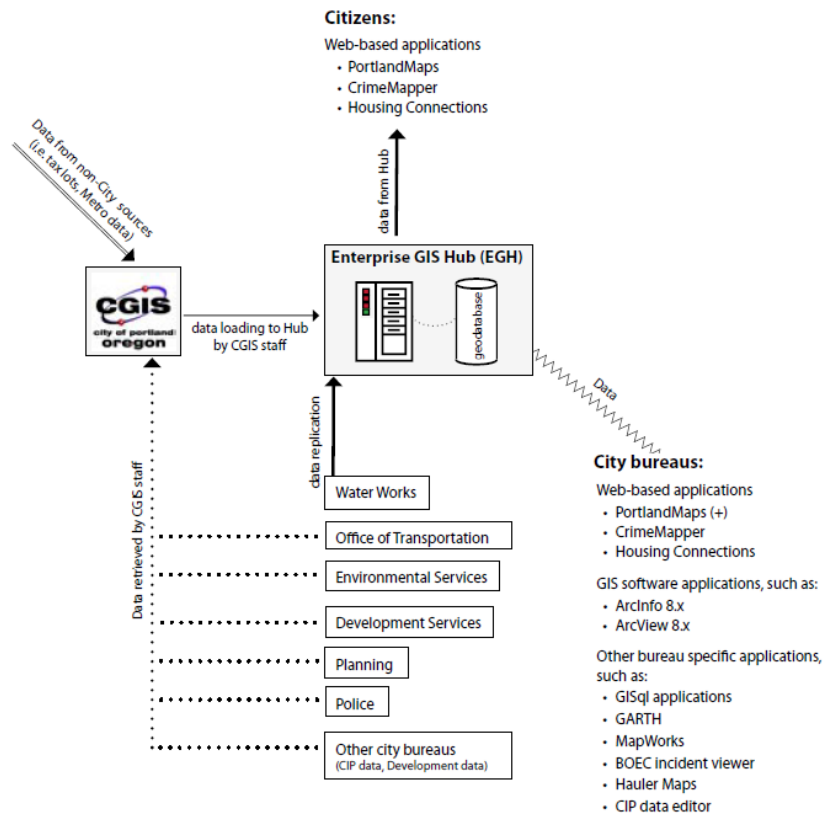 Citizens:
Web-based applications
• PortlandMaps
• CrimeMapper
• Housing Connections
Data from non-City sources
(i.e. tax lots, Metro data)
data from Hub
Enterprise GIS Hub (EGH)
geodatabase
CGIS
city of portland
oregon
data loading to Hub
by CGIS staff
Data
data replication
Data retrieved by CGIS staff
Water Works
Office of Transportation
Environmental Services
Development Services
Planning
Police
Other city bureaus
(CIP data, Development data)
City bureaus:
Web-based applications
• PortlandMaps (+)
• CrimeMapper
• Housing Connections
GIS software applications, such as:
• ArcInfo 8.x
• ArcView 8.x
Other bureau specific applications,
such as:
• GISql applications
• GARTH
• MapWorks
• BOEC incident viewer
• Hauler Maps
• CIP data editor